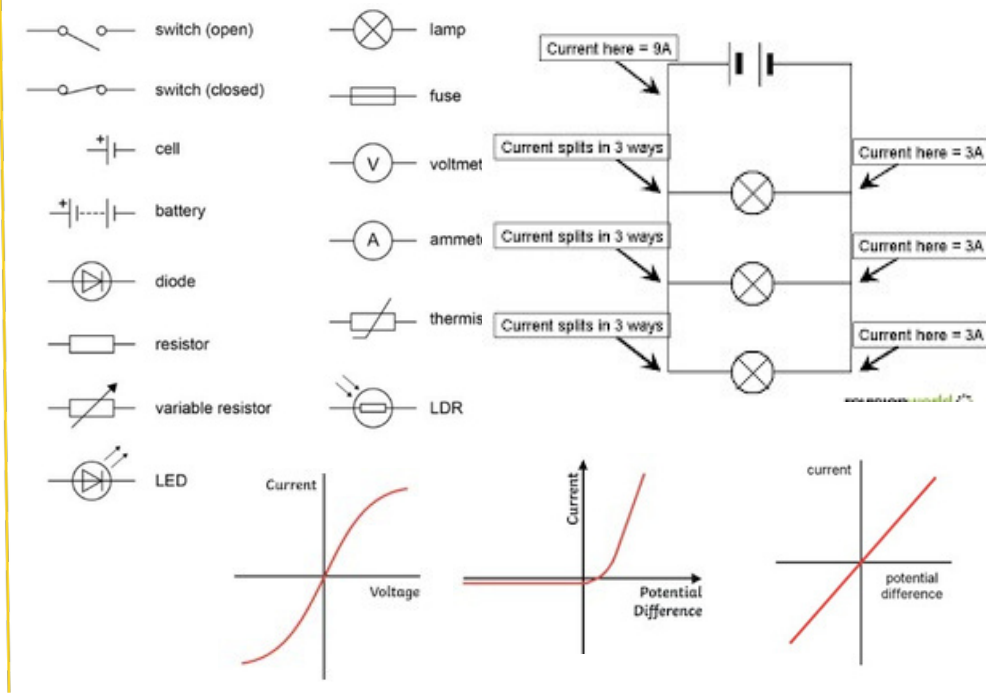 switch (open)
switch (closed)
+
cell
+
battery
diode
resistor
variable resistor
LED
lamp
fuse
V
voltmet
A
ammet
thermis
LDR
Current here = 9A
Current splits in 3 ways
Current here = 3A
Current splits in 3 ways
Current here = 3A
Current splits in 3 ways
Current here = 3A
world
Current
Voltage
Current
Potential
Difference
current
potential
difference